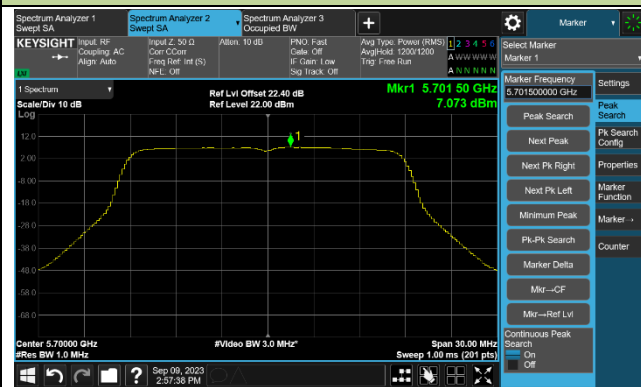 Spectrum Analyzer 1
Swept SA
Spectrum Analyzer 2
Swept SA
Spectrum Analyzer 3
Occupied BW
+
Marker
KEYSIGHT
Input: RF
Coupling: AC
Align: Auto
Input Z: 50 Ω
Corr CCorr
Freq Ref: Int (S)
NFE: Off
Atten: 10 dB
PNO: Fast
Gate: Off
IF Gain: Low
Sig Track: Off
Avg Type: Power (RMS)
Avg|Hold: 1200/1200
Trig: Free Run
1 2 3 4 5 6
A W W W W W
A N N N N N
LXI
Select Marker
Marker 1
1 Spectrum
Scale/Div 10 dB
Log
Ref Lvl Offset 22.40 dB
Ref Level 22.00 dBm
Mkr1 5.701 50 GHz
7.073 dBm
1
12.0
2.00
-8.00
-18.0
-28.0
-38.0
-48.0
-58.0
-68.0
Center 5.70000 GHz
#Res BW 1.0 MHz
#Video BW 3.0 MHz*
Span 30.00 MHz
Sweep 1.00 ms (201 pts)
Marker Frequency
5.701500000 GHz
Peak Search
Next Peak
Next Pk Right
Next Pk Left
Minimum Peak
Pk-Pk Search
Marker Delta
Mkr→CF
Mkr→Ref Lvl
Continuous Peak
Search
On
Off
Settings
Peak
Search
Pk Search
Config
Properties
Marker
Function
Marker→
Counter
?
Sep 09, 2023
2:57:38 PM